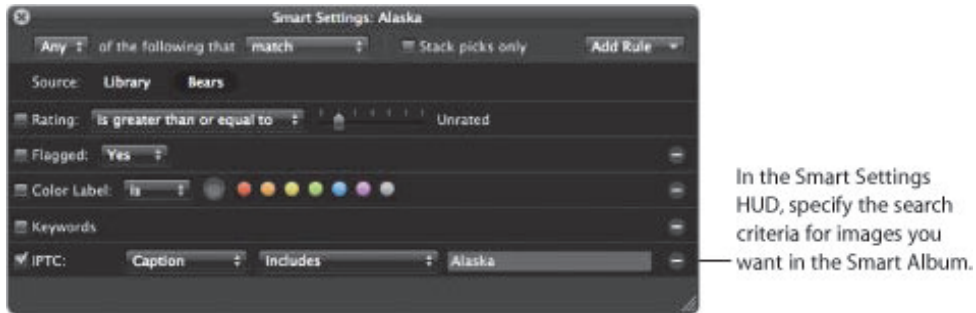 Smart Settings: Alaska
Any of the following that match Stack picks only Add Rule
Source: Library Bears
Rating: Is greater than or equal to Unrated
Flagged: Yes
Color Label: Is
Keywords
IPTC: Caption Includes Alaska
In the Smart Settings
HUD, specify the search
criteria for images you
want in the Smart Album.